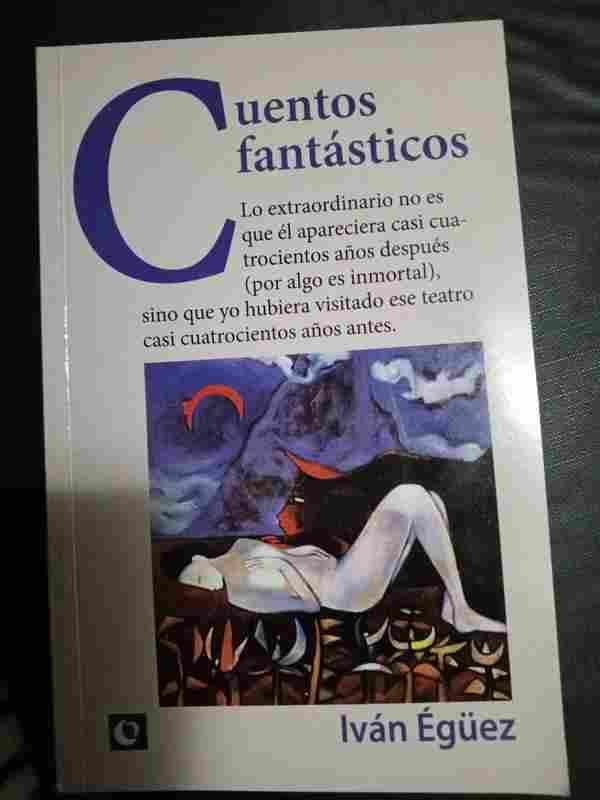 Cuentos
fantásticos
Lo extraordinario no es
que él apareciera casi cua-
trocientos años después
(por algo es inmortal),
sino que yo hubiera visitado ese teatro
casi cuatrocientos años antes.
Iván Égüez